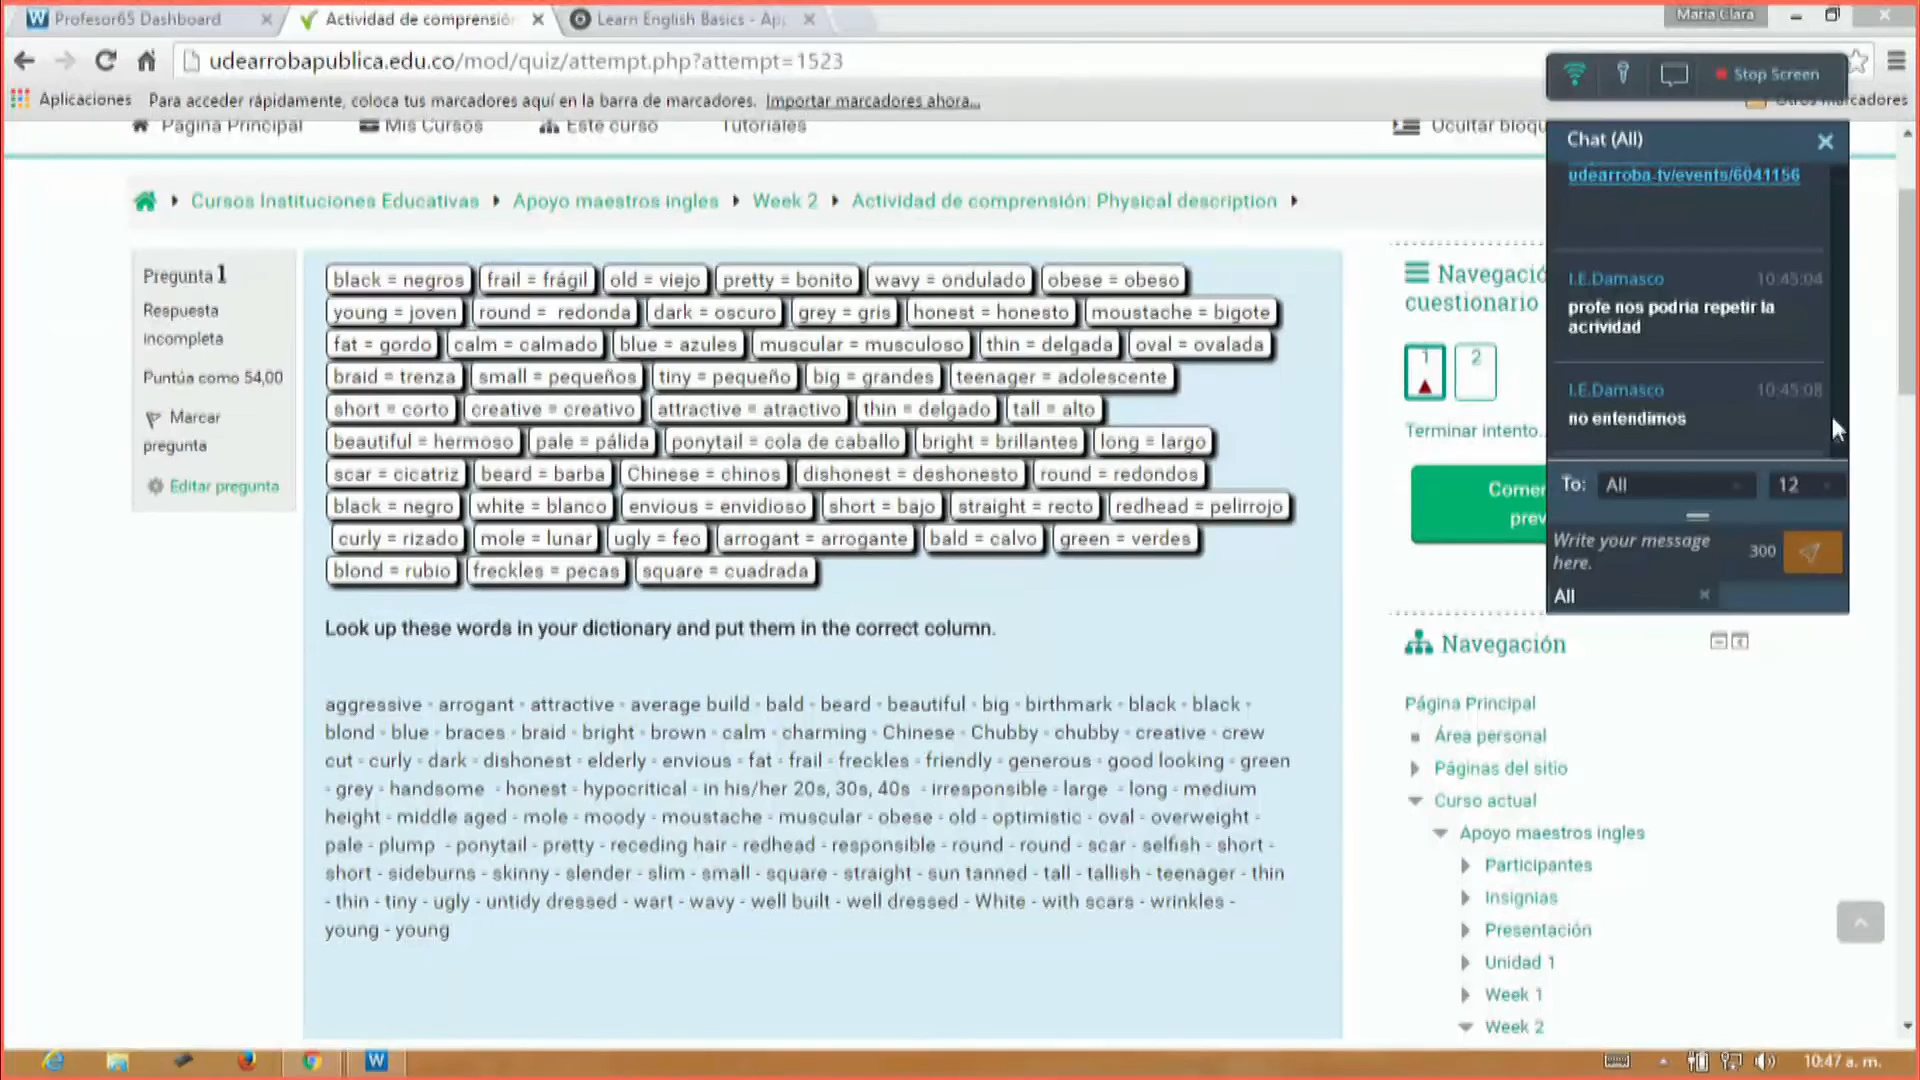 Profesor65 Dashboard
Actividad de comprensió
Learn English Basics - Ap
Maria Clara
udearrobapublica.edu.co/mod/quiz/attempt.php?attempt=1523
Stop Screen
Aplicaciones
Para acceder rápidamente, coloca tus marcadores aquí en la barra de marcadores. Importar marcadores ahora...
Otros marcadores
Página Principal
Mis Cursos
Este curso
Tutoriales
Ocultar bloqu
Cursos Instituciones Educativas
Apoyo maestros ingles
Week 2
Actividad de comprensión: Physical description
Pregunta 1
Respuesta
incompleta
Puntúa como 54,00
Marcar
pregunta
Editar pregunta
black = negros frail = frágil old = viejo pretty = bonito wavy = ondulado obese = obeso
young = joven round = redonda dark = oscuro grey = gris honest = honesto moustache = bigote
fat = gordo calm = calmado blue = azules muscular = musculoso thin = delgada oval = ovalada
braid = trenza small = pequeños tiny = pequeño big = grandes teenager = adolescente
short = corto creative = creativo attractive = atractivo thin = delgado tall = alto
beautiful = hermoso pale = pálida ponytail = cola de caballo bright = brillantes long = largo
scar = cicatriz beard = barba Chinese = chinos dishonest = deshonesto round = redondos
black = negro white = blanco envious = envidioso short = bajo straight = recto redhead = pelirrojo
curly = rizado mole = lunar ugly = feo arrogant = arrogante bald = calvo green = verdes
blond = rubio freckles = pecas square = cuadrada
Look up these words in your dictionary and put them in the correct column.
aggressive - arrogant - attractive - average build - bald - beard - beautiful - big - birthmark - black - black -
blond - blue - braces - braid - bright - brown - calm - charming - Chinese - Chubby - chubby - creative - crew
cut - curly - dark - dishonest - elderly - envious - fat - frail - freckles - friendly - generous - good looking - green
- grey - handsome - honest - hypocritical - in his/her 20s, 30s, 40s - irresponsible - large - long - medium
height - middle aged - mole - moody - moustache - muscular - obese - old - optimistic - oval - overweight -
pale - plump - ponytail - pretty - receding hair - redhead - responsible - round - round - scar - selfish - short -
short - sideburns - skinny - slender - slim - small - square - straight - sun tanned - tall - tallish - teenager - thin
- thin - tiny - ugly - untidy dressed - wart - wavy - well built - well dressed - White - with scars - wrinkles -
young - young
Navegació
cuestionario
1 2
Terminar intento...
Comen
prev
Chat (All)
udearroba.tv/events/6041156
I.E.Damasco 10:45:04
profe nos podria repetir la
acrividad
I.E.Damasco 10:45:08
no entendimos
To: All 12
Write your message
here. 300
All
Navegación
Página Principal
Área personal
Páginas del sitio
Curso actual
Apoyo maestros ingles
Participantes
Insignias
Presentación
Unidad 1
Week 1
Week 2
10:47 a. m.